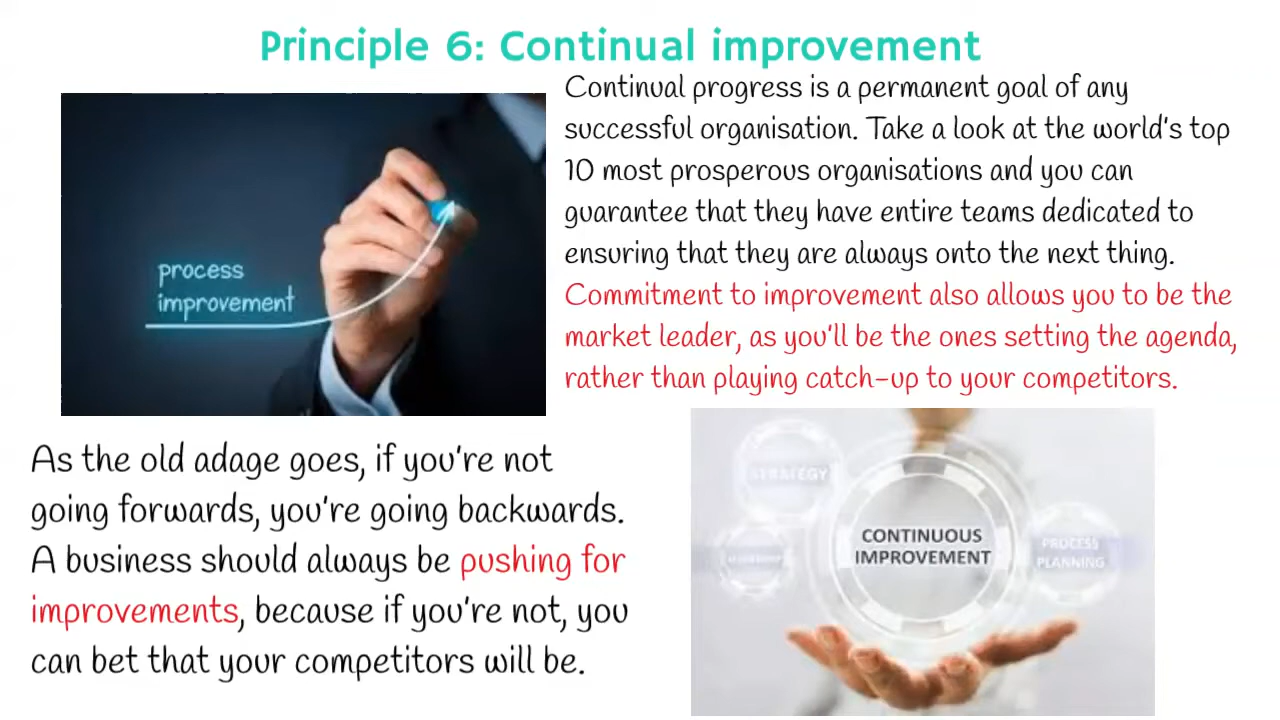 Principle 6: Continual improvement
Continual progress is a permanent goal of any
successful organisation. Take a look at the world's top
10 most prosperous organisations and you can
guarantee that they have entire teams dedicated to
ensuring that they are always onto the next thing.
Commitment to improvement also allows you to be the
market leader, as you'll be the ones setting the agenda,
rather than playing catch-up to your competitors.
process
improvement
As the old adage goes, if you're not
going forwards, you're going backwards.
A business should always be pushing for
improvements, because if you're not, you
can bet that your competitors will be.
STRATEGY
CONTINUOUS
IMPROVEMENT
PROCESS
PLANNING